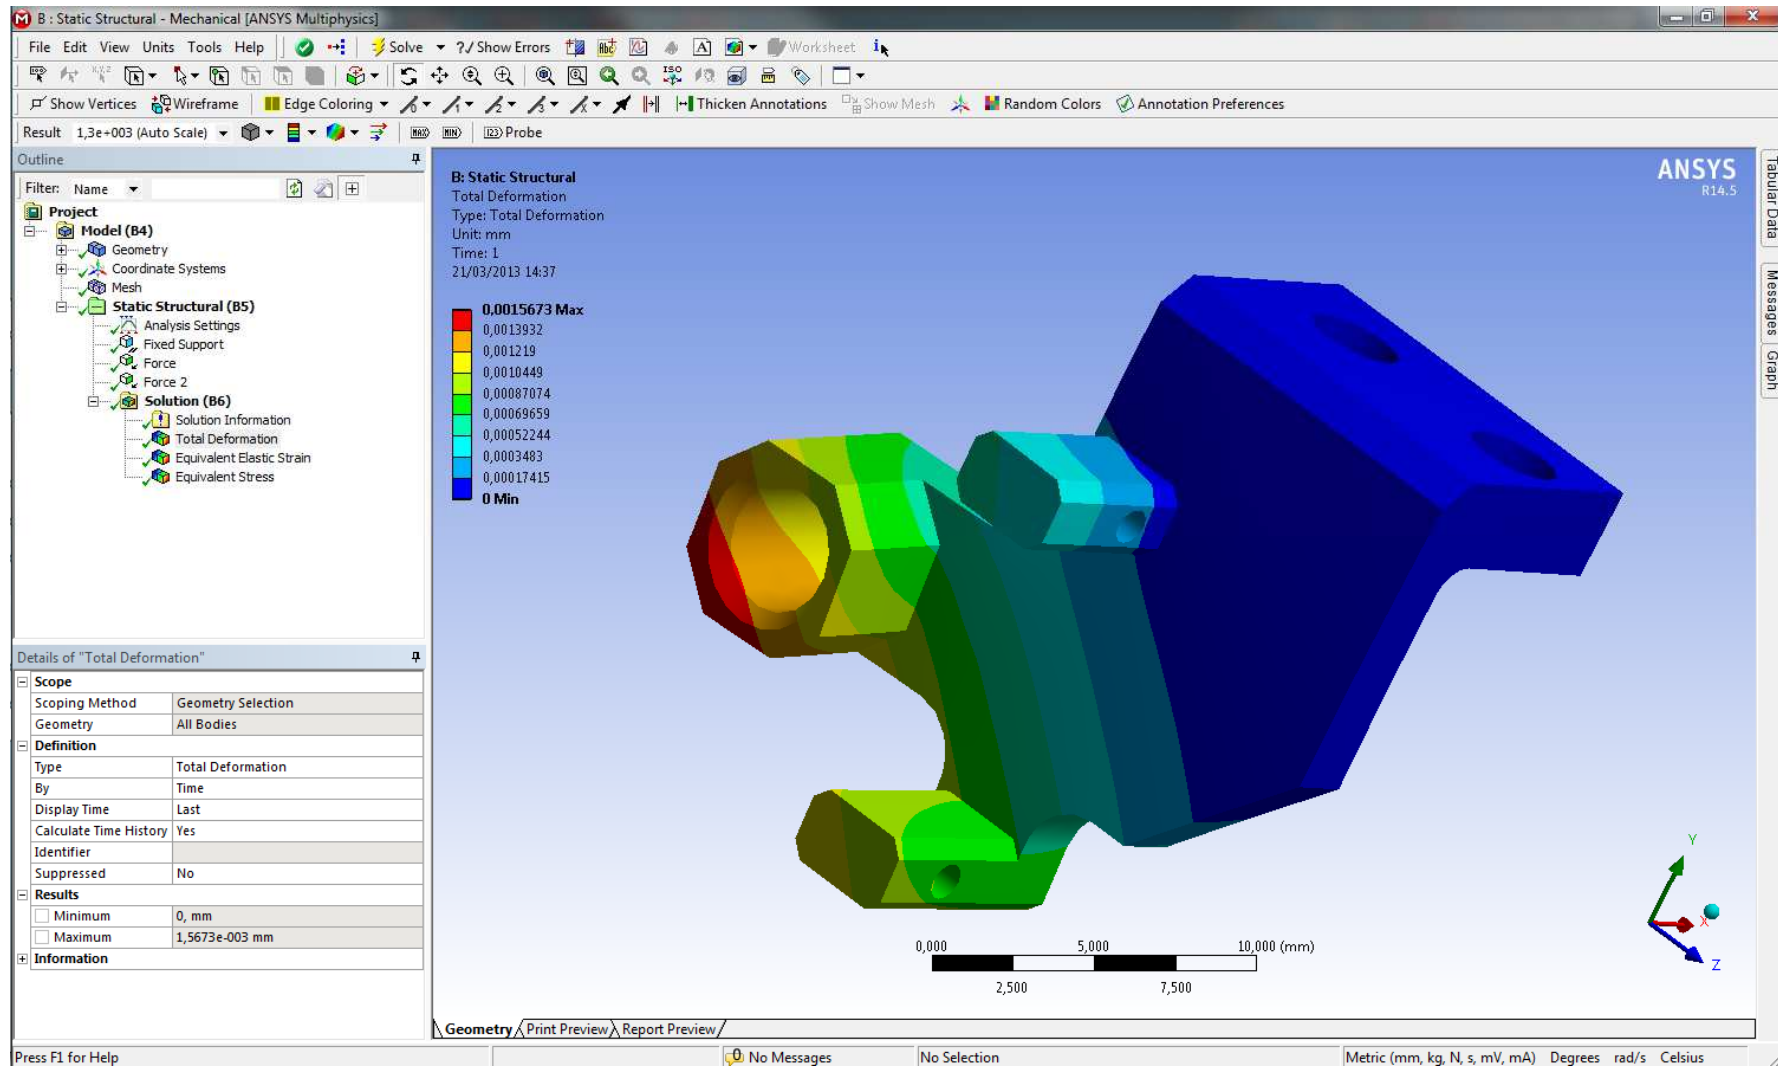 B : Static Structural - Mechanical [ANSYS Multiphysics]
File Edit View Units Tools Help Solve ?/ Show Errors Worksheet
Show Vertices Wireframe Edge Coloring Thicken Annotations Show Mesh Random Colors Annotation Preferences
Result 1,3e+003 (Auto Scale) MAX MIN Probe
Outline
Filter: Name
Project
Model (B4)
Geometry
Coordinate Systems
Mesh
Static Structural (B5)
Analysis Settings
Fixed Support
Force
Force 2
Solution (B6)
Solution Information
Total Deformation
Equivalent Elastic Strain
Equivalent Stress
Details of "Total Deformation"
Scope
Scoping Method Geometry Selection
Geometry All Bodies
Definition
Type Total Deformation
By Time
Display Time Last
Calculate Time History Yes
Identifier
Suppressed No
Results
Minimum 0, mm
Maximum 1,5673e-003 mm
Information
B: Static Structural
Total Deformation
Type: Total Deformation
Unit: mm
Time: 1
21/03/2013 14:37
0,0015673 Max
0,0013932
0,001219
0,0010449
0,00087074
0,00069659
0,00052244
0,0003483
0,00017415
0 Min
ANSYS
R14.5
Y
X
Z
0,000 5,000 10,000 (mm)
2,500 7,500
Geometry Print Preview Report Preview
Tabular Data
Messages
Graph
Press F1 for Help 0 No Messages No Selection Metric (mm, kg, N, s, mV, mA) Degrees rad/s Celsius